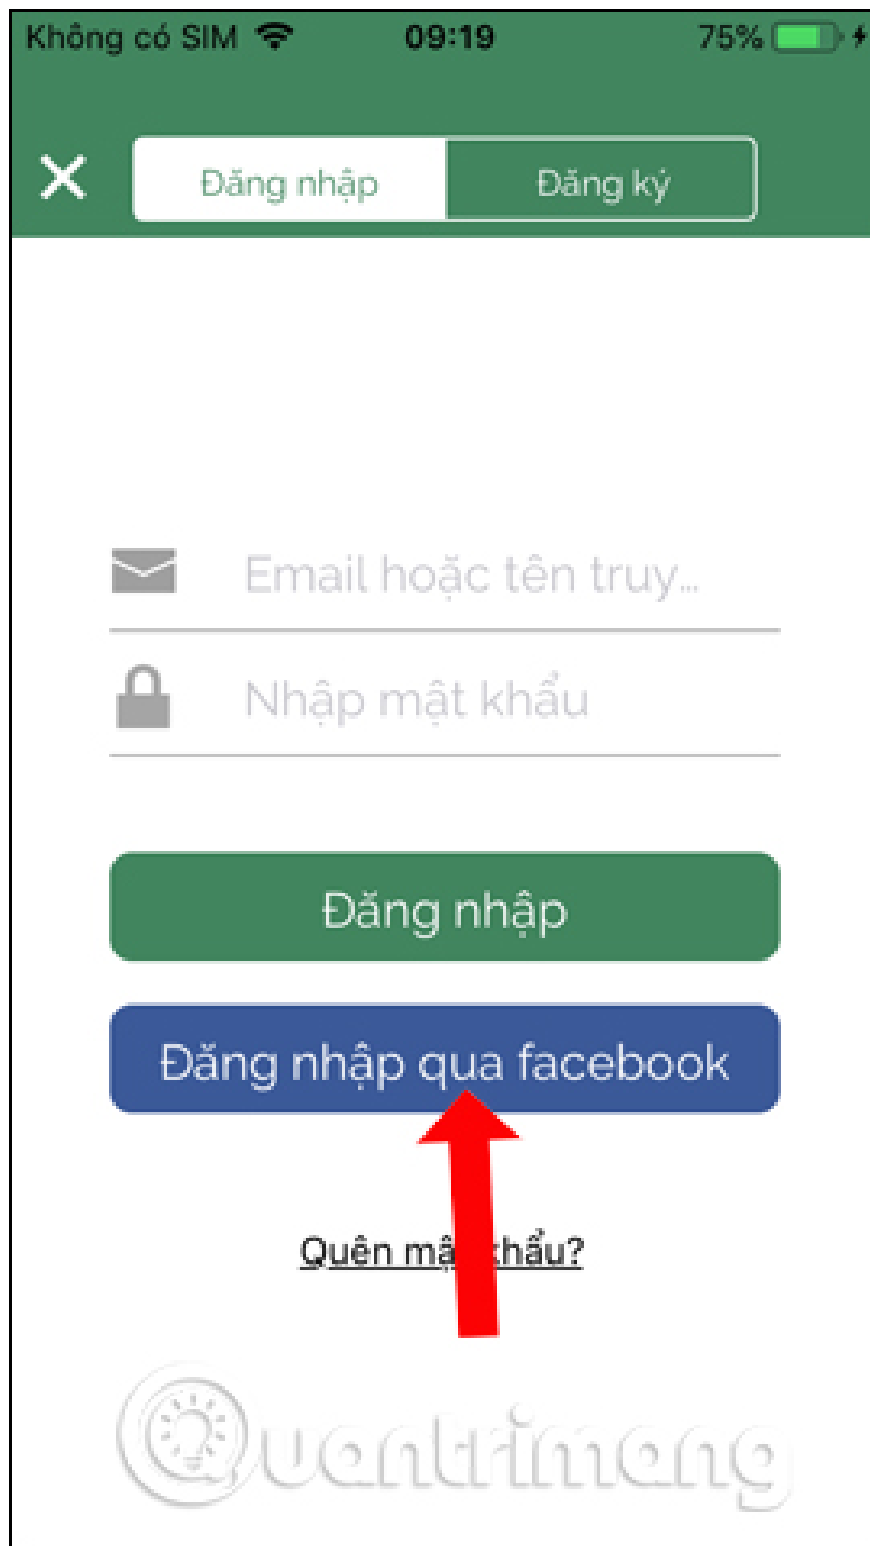 Không có SIM 09:19 75%
Đăng nhập Đăng ký
Email hoặc tên truy...
Nhập mật khẩu
Đăng nhập
Đăng nhập qua facebook
Quên khẩu?
Quantrimang